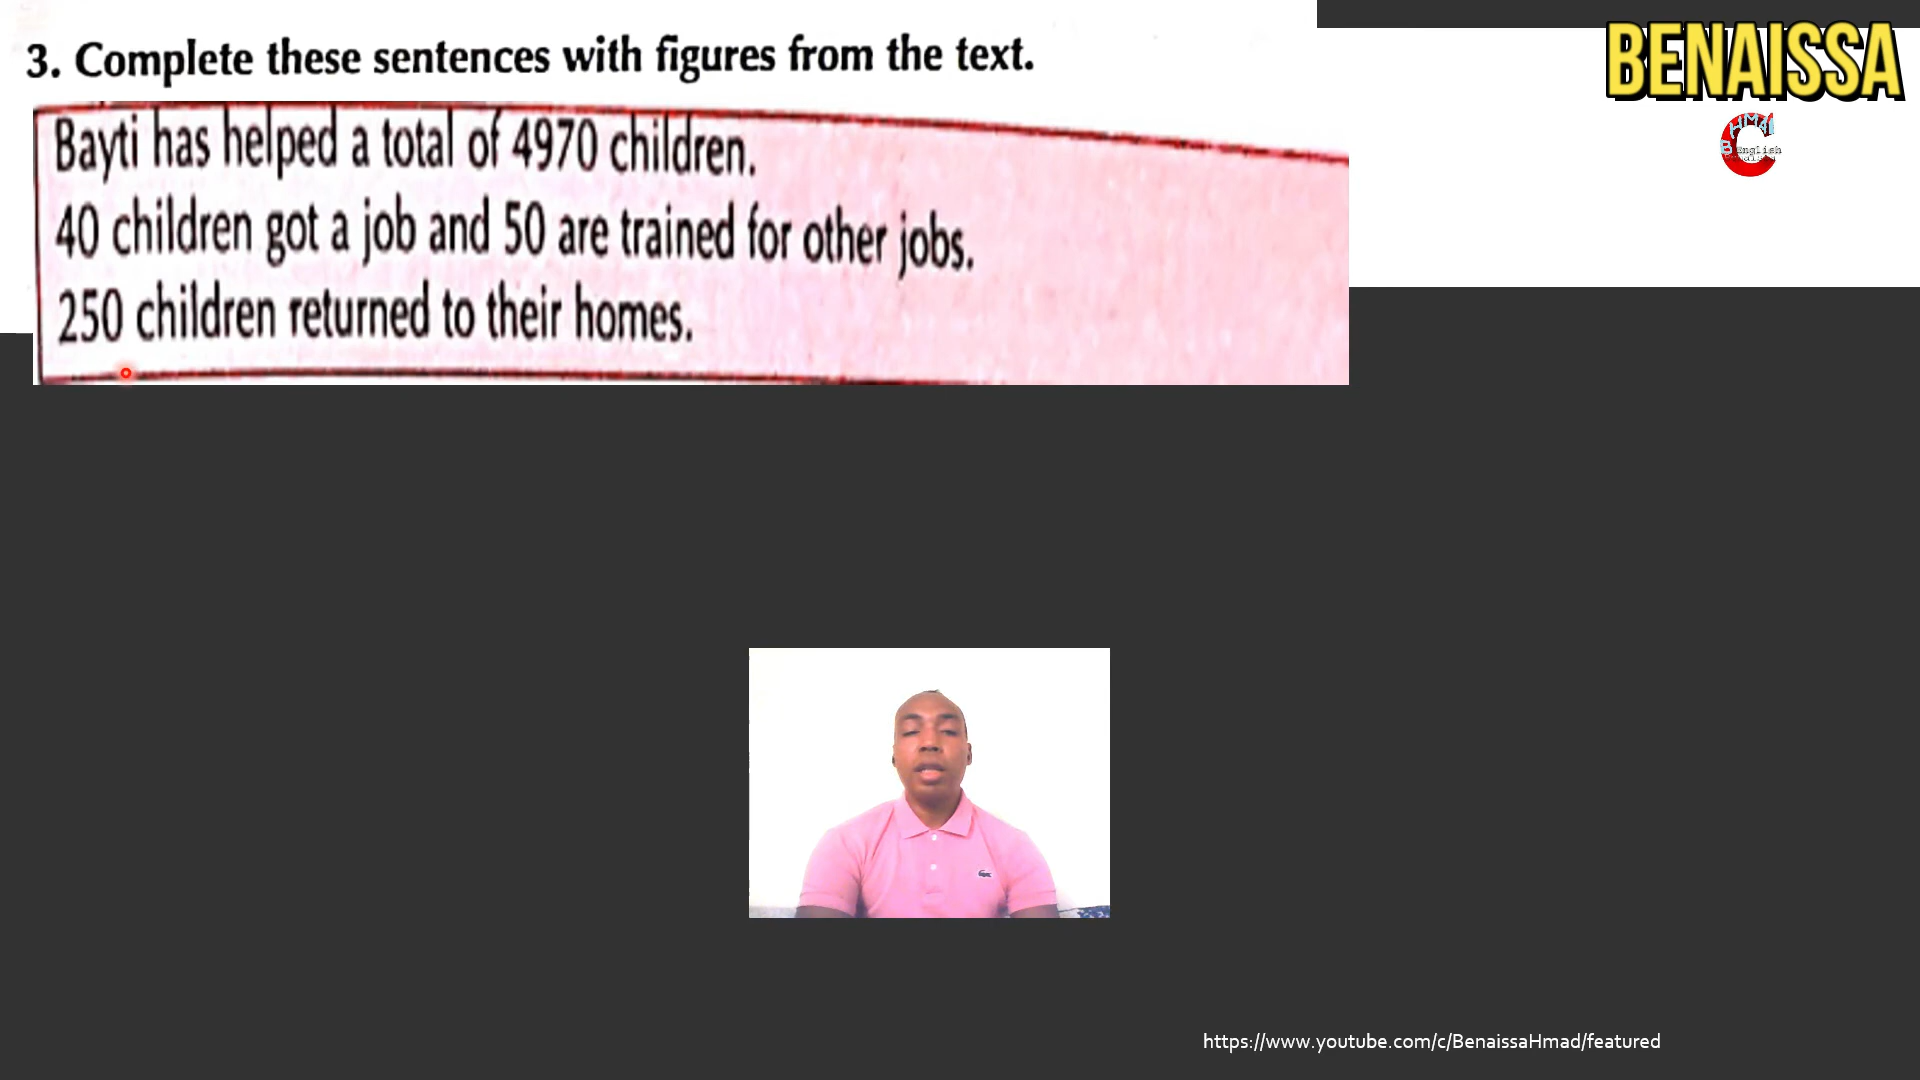 3. Complete these sentences with figures from the text.
Bayti has helped a total of 4970 children.
40 children got a job and 50 are trained for other jobs.
250 children returned to their homes.
BENAISSA
HMAD
B English
https://www.youtube.com/c/BenaissaHmad/featured